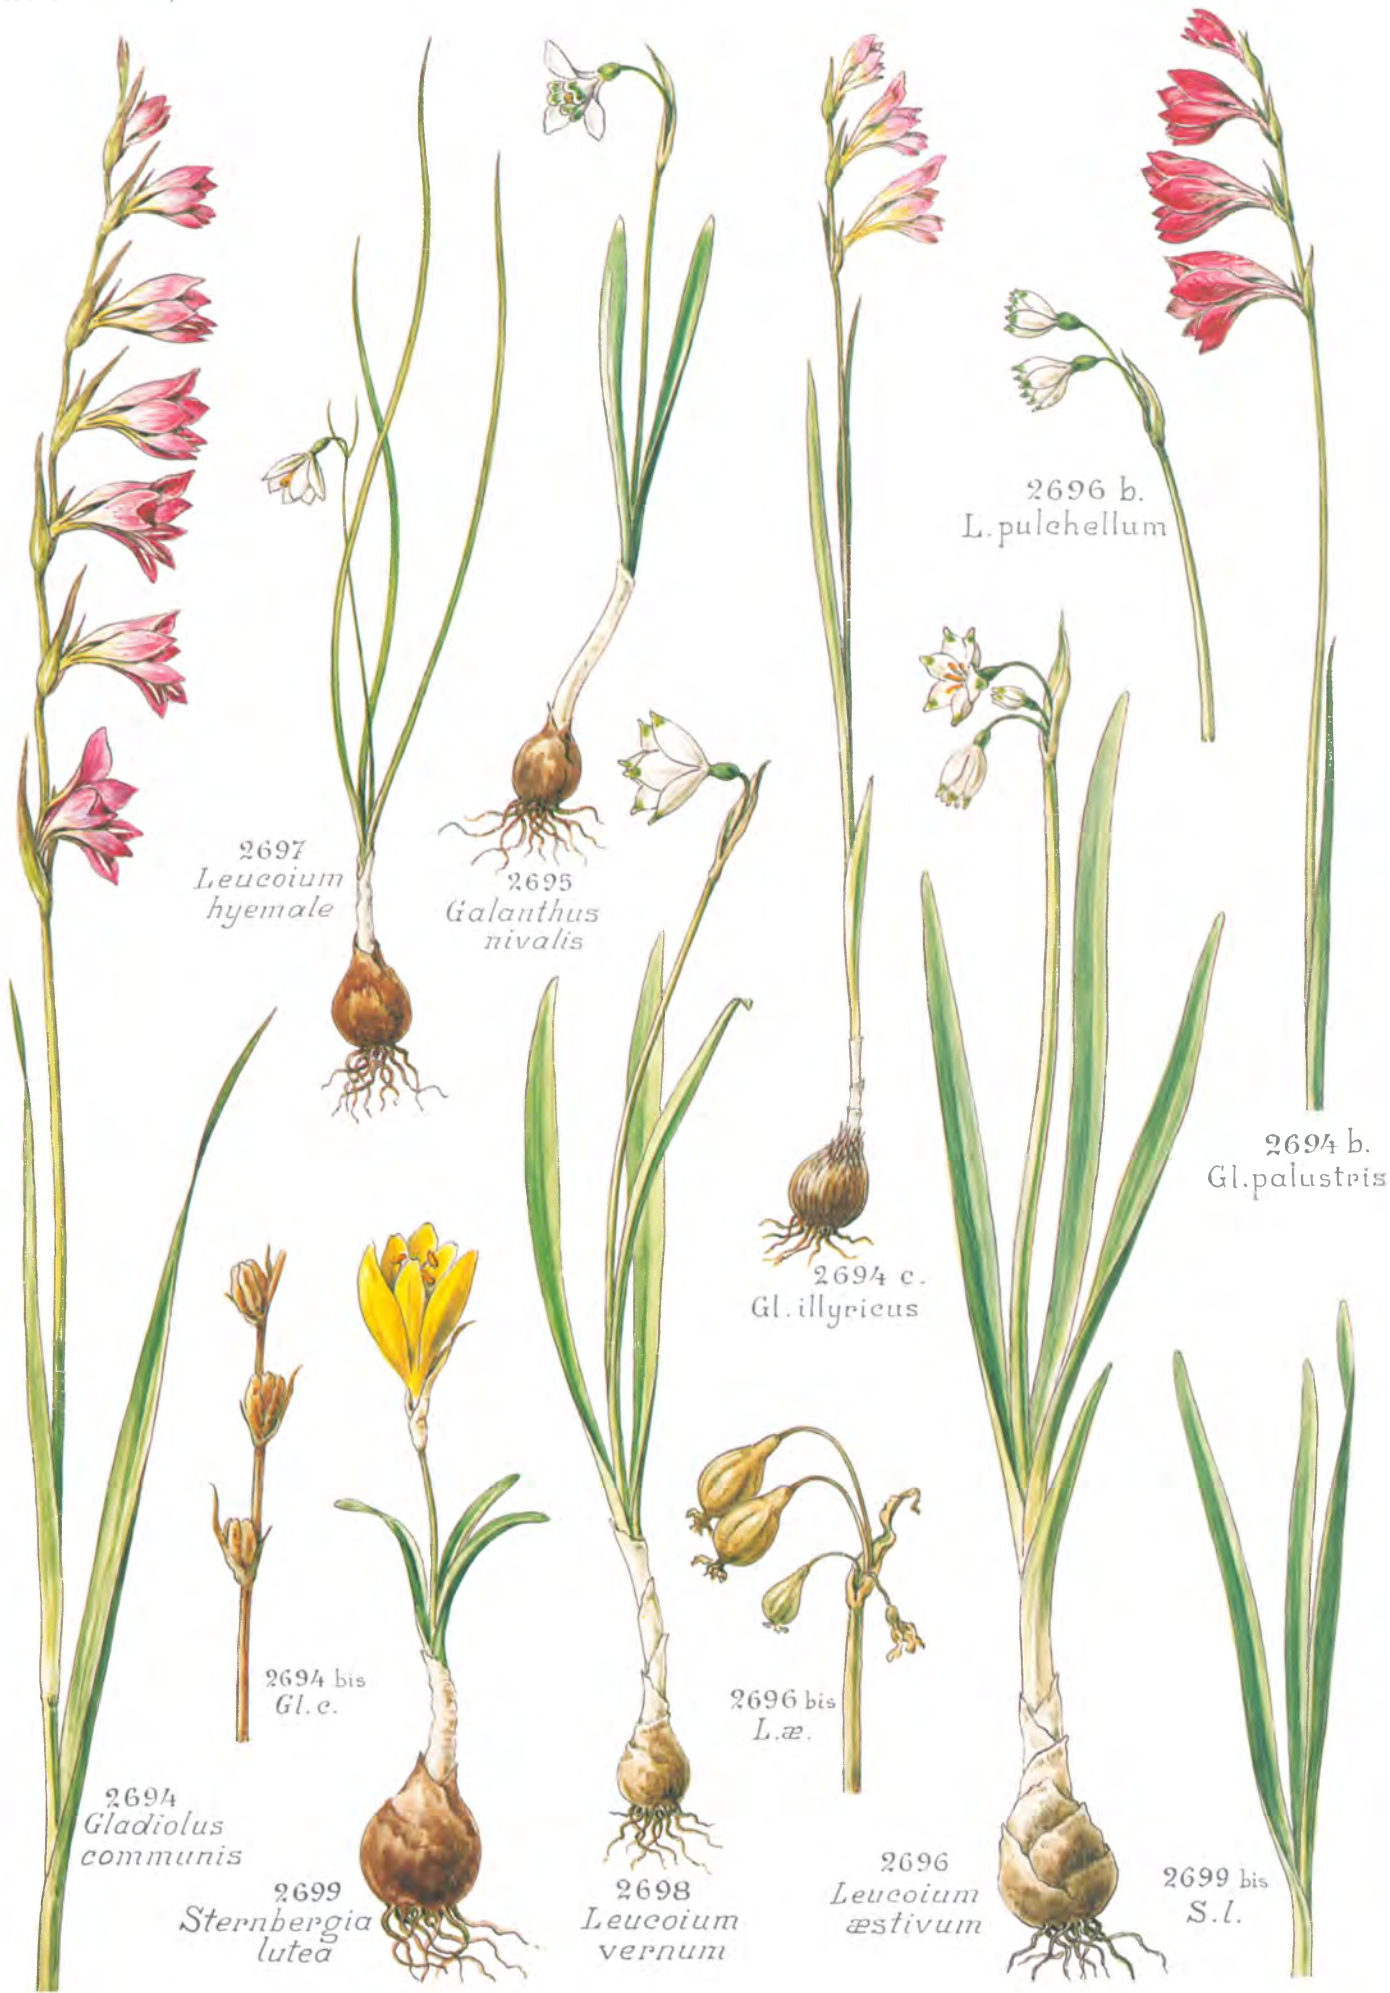 2696 b.
L. pulchellum
2697
Leucoium
hyemale
2695
Galanthus
nivalis
2694 b.
Gl. palustris
2694 c.
Gl. illyricus
2694 bis
Gl. c.
2696 bis
L.æ.
2694
Gladiolus
communis
2699
Sternbergia
lutea
2698
Leucoium
vernum
2696
Leucoium
æstivum
2699 bis
S.l.